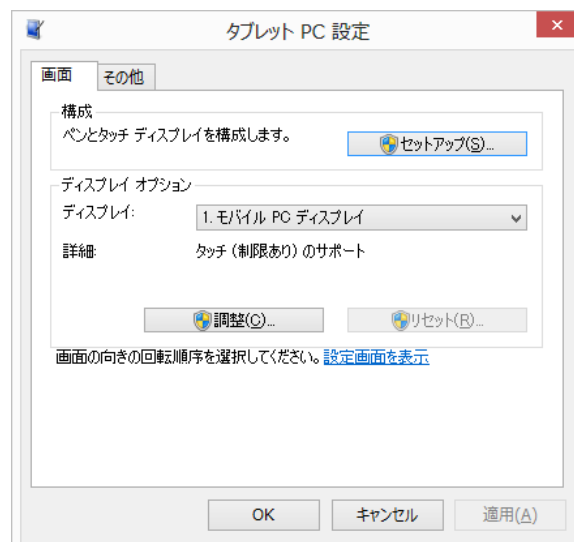 タブレット PC 設定
画面
その他
構成
ペンとタッチ ディスプレイを構成します。
セットアップ(S)...
ディスプレイ オプション
ディスプレイ:
1. モバイル PC ディスプレイ
詳細:
タッチ (制限あり) のサポート
調整(C)...
リセット(R)...
画面の向きの回転順序を選択してください。設定画面を表示
OK
キャンセル
適用(A)